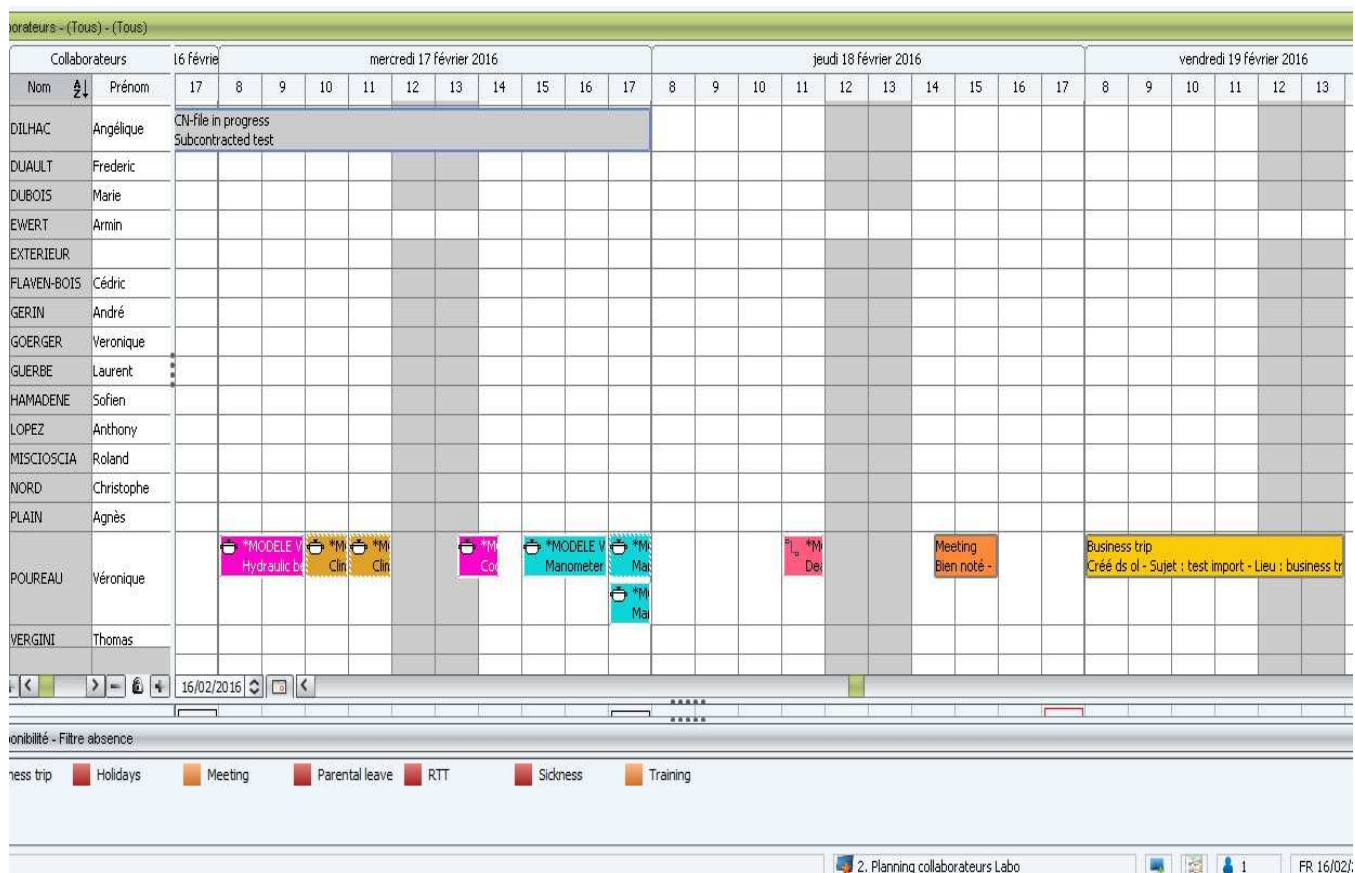 orateurs - (Tous) - (Tous)
Collaborateurs 16 févrie mercredi 17 février 2016 jeudi 18 février 2016 vendredi 19 février 2016
Nom Prénom 17 8 9 10 11 12 13 14 15 16 17 8 9 10 11 12 13 14 15 16 17 8 9 10 11 12 13
DILHAC Angélique CN-file in progress
Subcontracted test
DUAULT Frederic
DUBOIS Marie
EWERT Armin
EXTERIEUR
FLAVEN-BOIS Cédric
GERIN André
GOERGER Veronique
GUERBE Laurent
HAMADENE Sofien
LOPEZ Anthony
MISCIOSCIA Roland
NORD Christophe
PLAIN Agnès
POUREAU Véronique
*MODELE V *M *M *M *MODELE V *M *M Meeting Business trip
Hydraulic be Clin Clin Coo Manometer Mar Dea Bien noté - Créé ds ol - Sujet : test import - Lieu : business tr
*M
Mar
VERGINI Thomas
16/02/2016
onibilité - Filtre absence
ness trip Holidays Meeting Parental leave RTT Sickness Training
2. Planning collaborateurs Labo 1 FR 16/02/